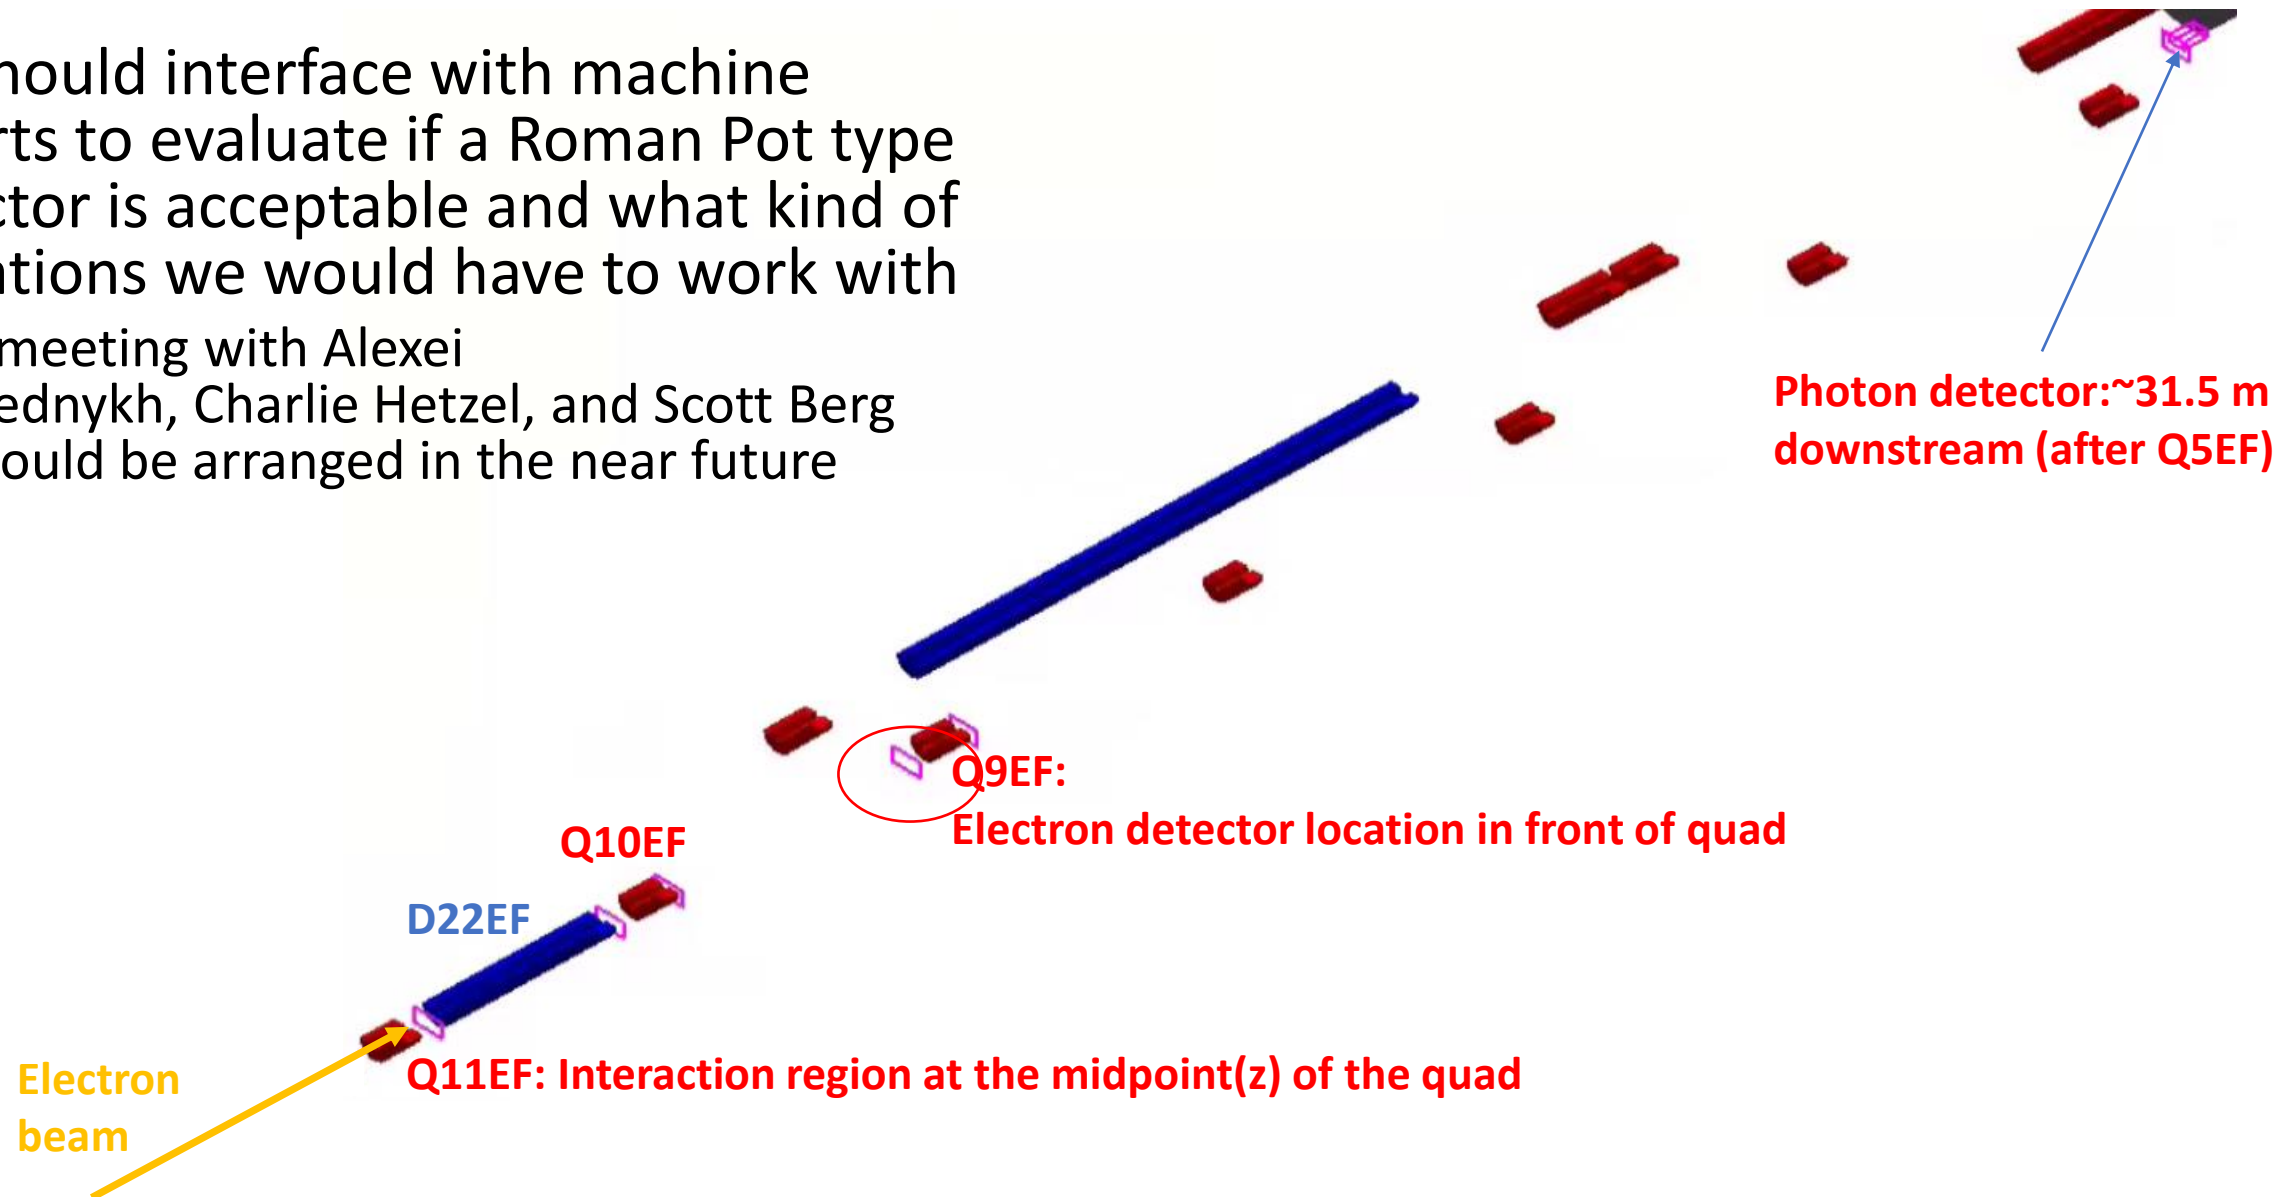 hould interface with machine
rts to evaluate if a Roman Pot type
ctor is acceptable and what kind of
ations we would have to work with
meeting with Alexei
ednykh, Charlie Hetzel, and Scott Berg
ould be arranged in the near future
Photon detector:~31.5 m
downstream (after Q5EF)
Q9EF:
Electron detector location in front of quad
Q10EF
D22EF
Q11EF: Interaction region at the midpoint(z) of the quad
Electron
beam